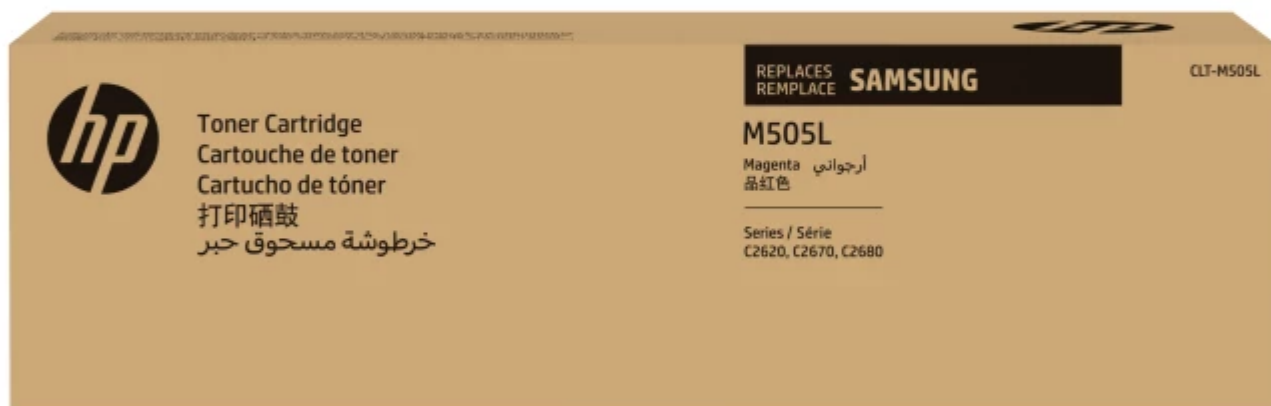 hp
Toner Cartridge
Cartouche de toner
Cartucho de tóner
打印硒鼓
خرطوشة مسحوق حبر
REPLACES
REMPLACE
SAMSUNG
CLT-M505L
M505L
Magenta أرجواني
品红色
Series / Série
C2620, C2670, C2680